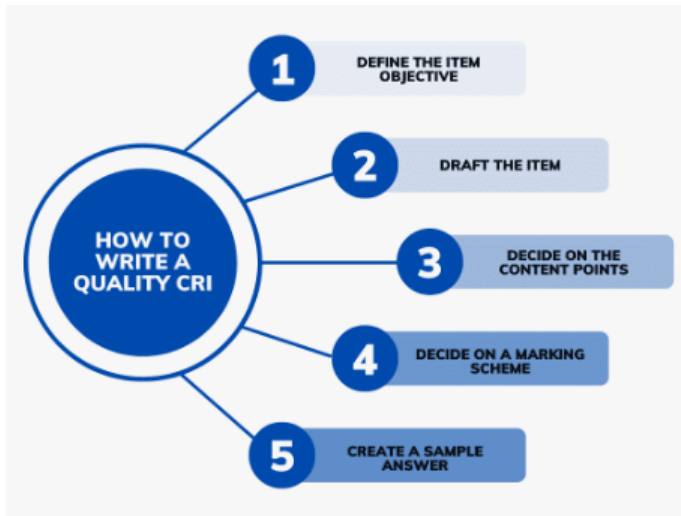 HOW TO
WRITE A
QUALITY CRI
1
DEFINE THE ITEM
OBJECTIVE
2
DRAFT THE ITEM
3
DECIDE ON THE
CONTENT POINTS
4
DECIDE ON A MARKING
SCHEME
5
CREATE A SAMPLE
ANSWER